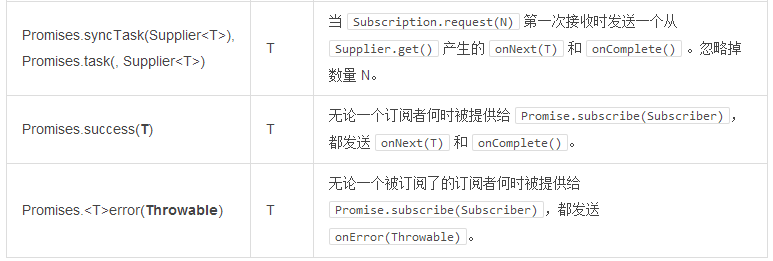 Promises.syncTask(Supplier<T>),
Promises.task(, Supplier<T>)
T
当 Subscription.request(N) 第一次接收时发送一个从
Supplier.get() 产生的 onNext(T) 和 onComplete() 。忽略掉
数量 N。
Promises.success(T)
T
无论一个订阅者何时被提供给 Promise.subscribe(Subscriber) ，
都发送 onNext(T) 和 onComplete() 。
Promises.<T>error(Throwable)
T
无论一个被订阅了的订阅者何时被提供给
Promise.subscribe(Subscriber) ，都发送
onError(Throwable) 。